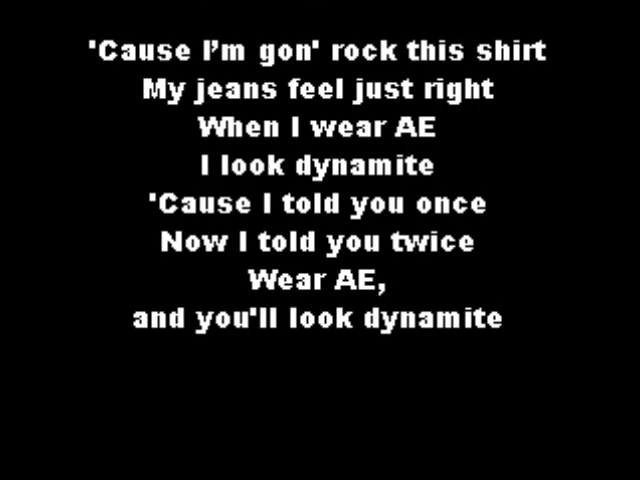 'Cause I’m gon' rock this shirt
My jeans feel just right
When I wear AE
I look dynamite
'Cause I told you once
Now I told you twice
Wear AE,
and you'll look dynamite